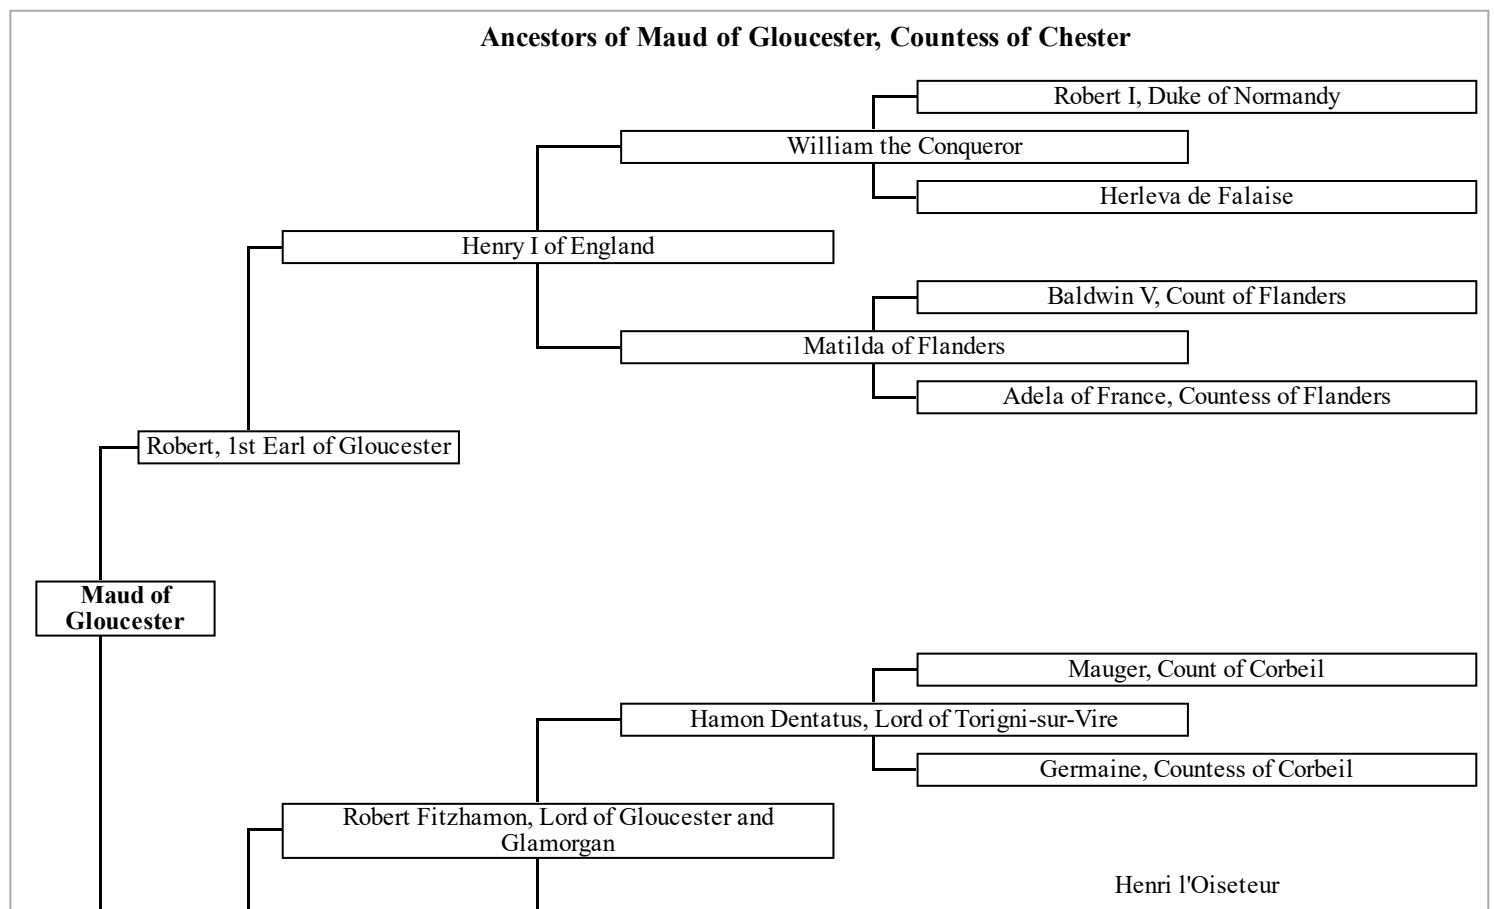 Ancestors of Maud of Gloucester, Countess of Chester
Robert I, Duke of Normandy
William the Conqueror
Herleva de Falaise
Henry I of England
Baldwin V, Count of Flanders
Matilda of Flanders
Adela of France, Countess of Flanders
Robert, 1st Earl of Gloucester
Maud of
Gloucester
Mauger, Count of Corbeil
Hamon Dentatus, Lord of Torigni-sur-Vire
Germaine, Countess of Corbeil
Robert Fitzhamon, Lord of Gloucester and
Glamorgan
Henri l'Oiseteur